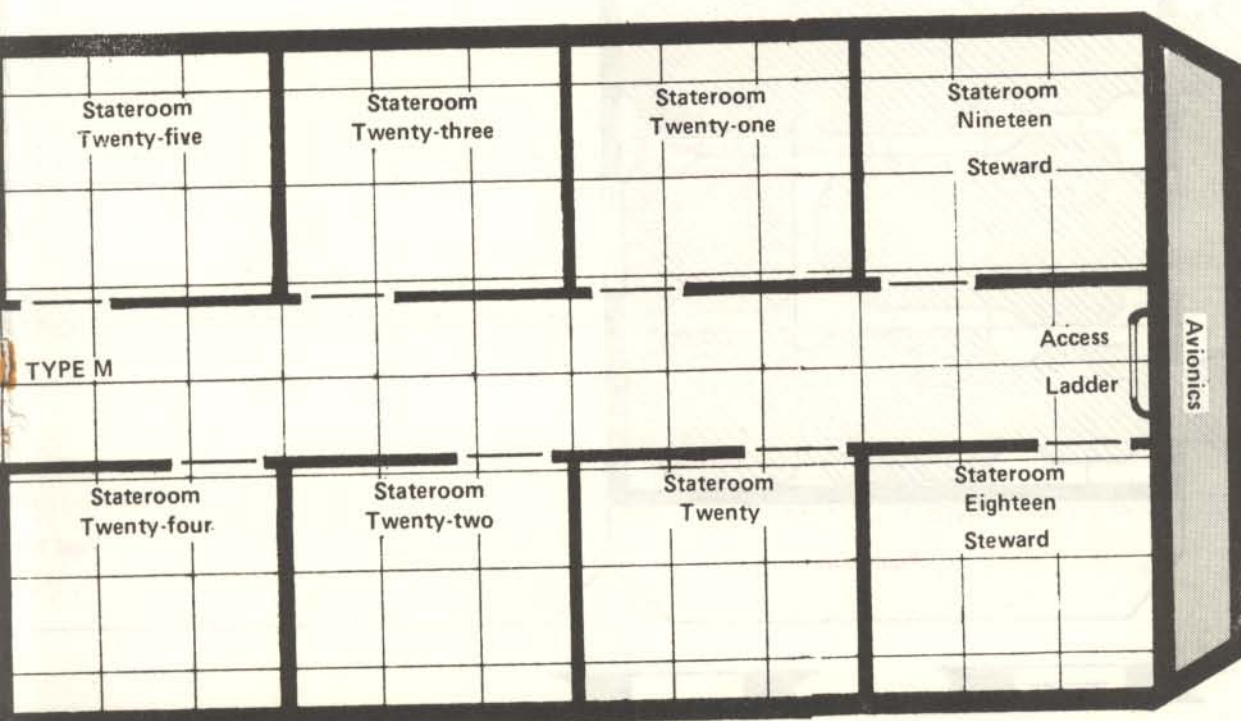 Stateroom
Twenty-five
Stateroom
Twenty-three
Stateroom
Twenty-one
Stateroom
Nineteen
Steward
TYPE M
Access
Ladder
Avionics
Stateroom
Twenty-four
Stateroom
Twenty-two
Stateroom
Twenty
Stateroom
Eighteen
Steward